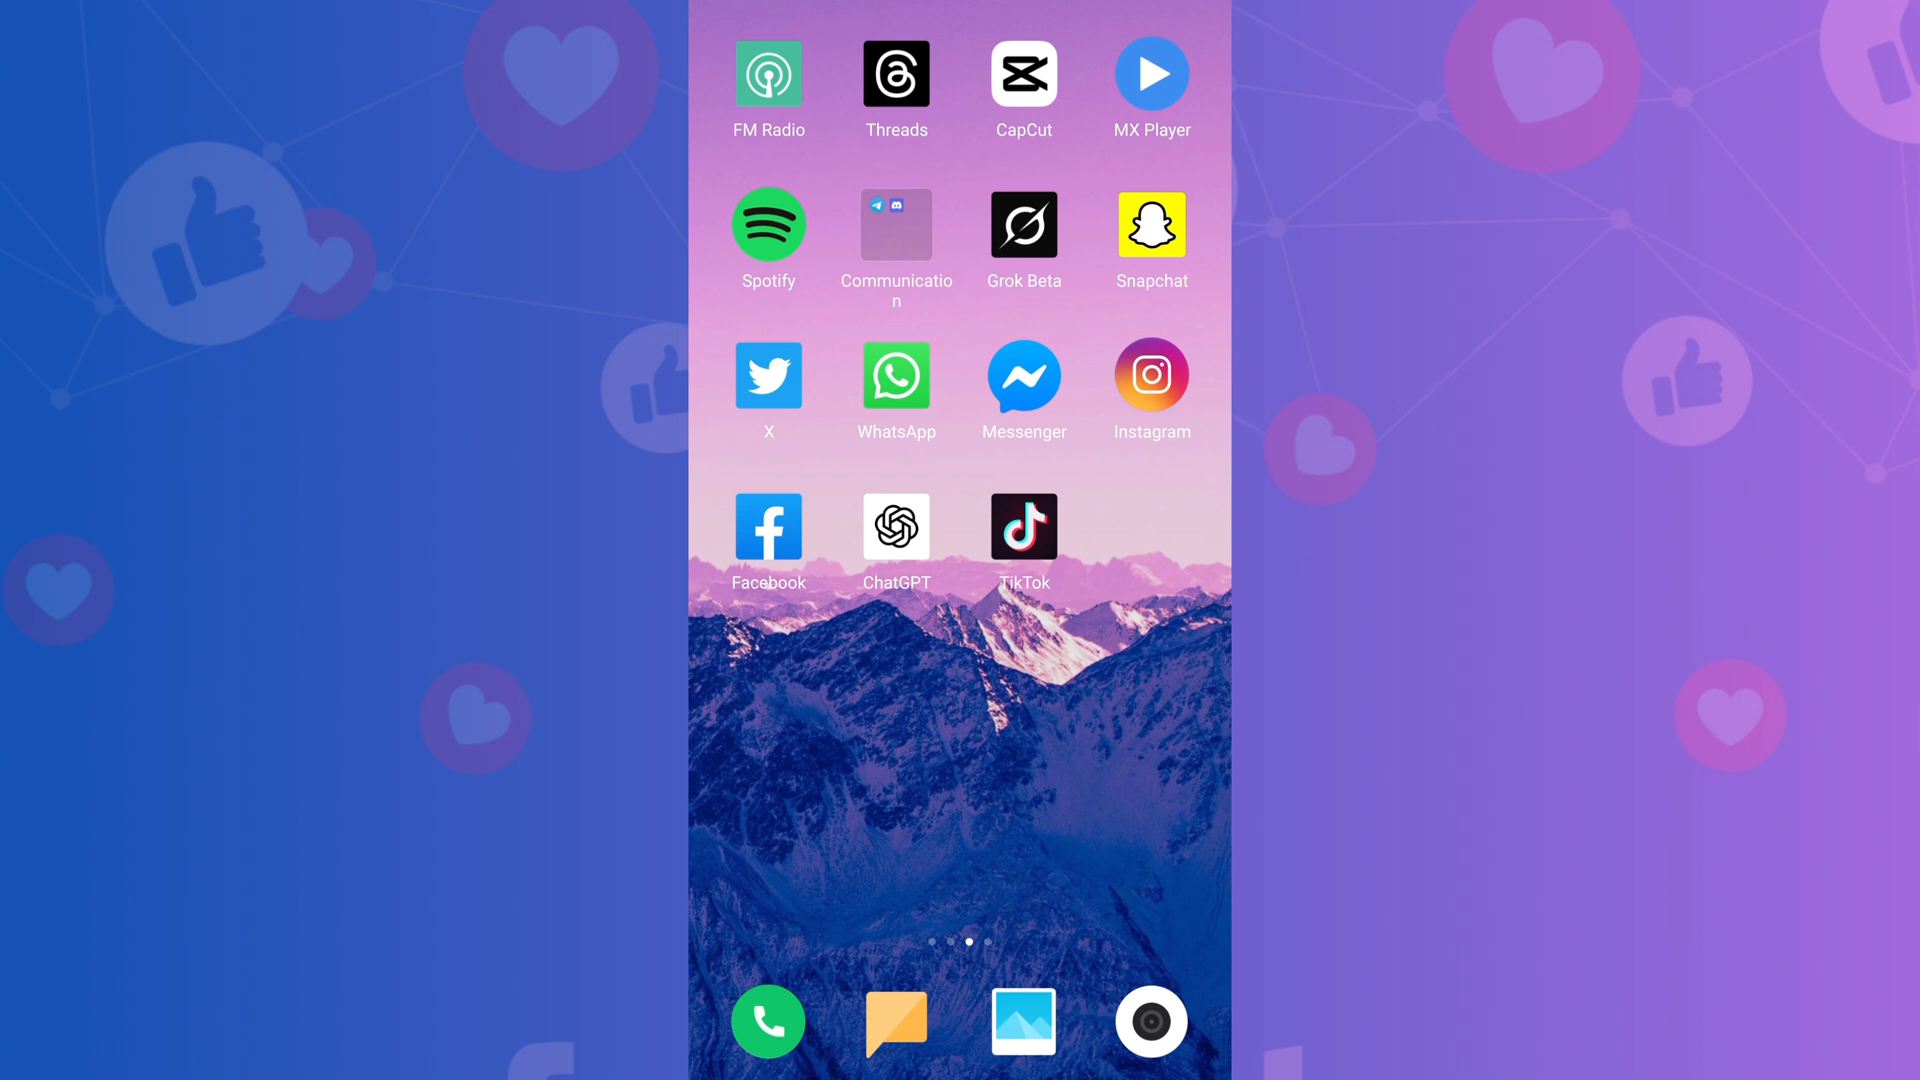 FM Radio
Threads
CapCut
MX Player
Spotify
Communicatio
n
Grok Beta
Snapchat
X
WhatsApp
Messenger
Instagram
Facebook
ChatGPT
TikTok